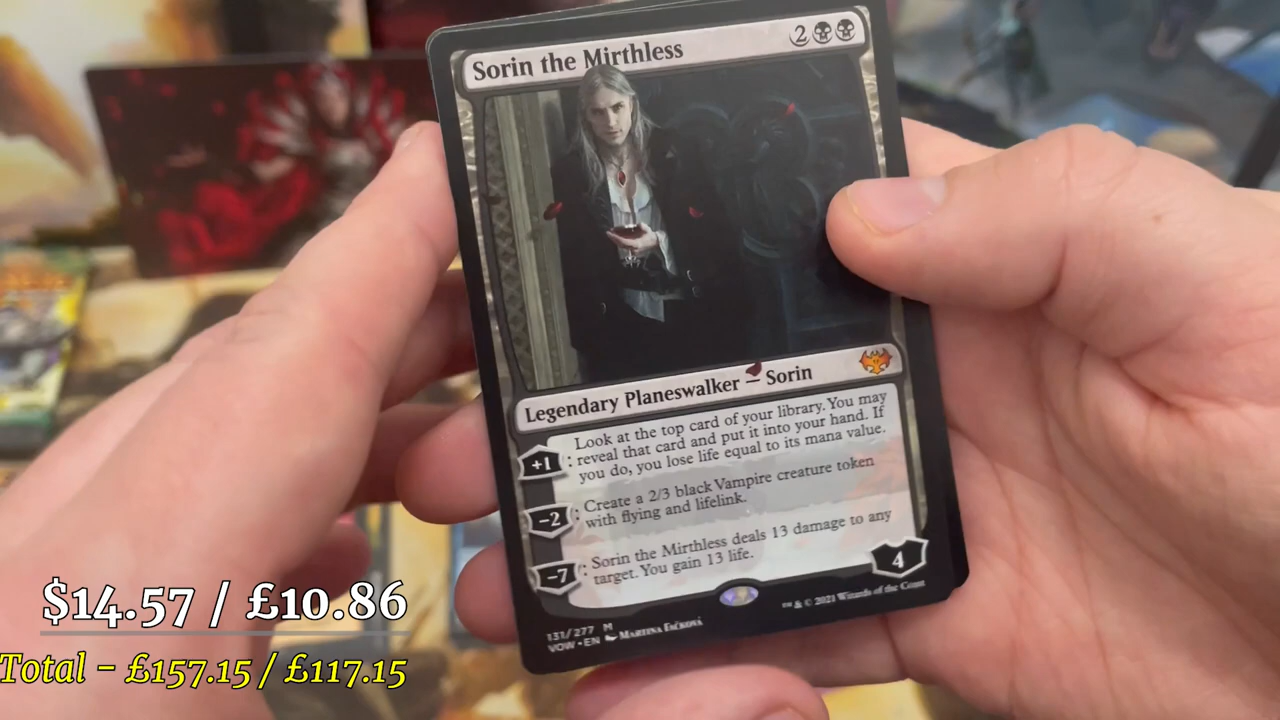 Sorin the Mirthless
2
Legendary Planeswalker — Sorin
+1 : Look at the top card of your library. You may
reveal that card and put it into your hand. If
you do, you lose life equal to its mana value.
−2 : Create a 2/3 black Vampire creature token
with flying and lifelink.
−7 : Sorin the Mirthless deals 13 damage to any
target. You gain 13 life.
4
131/277 M
VOW • EN Martina Fačková
™ & © 2021 Wizards of the Coast
$14.57 / £10.86
Total - £157.15 / £117.15